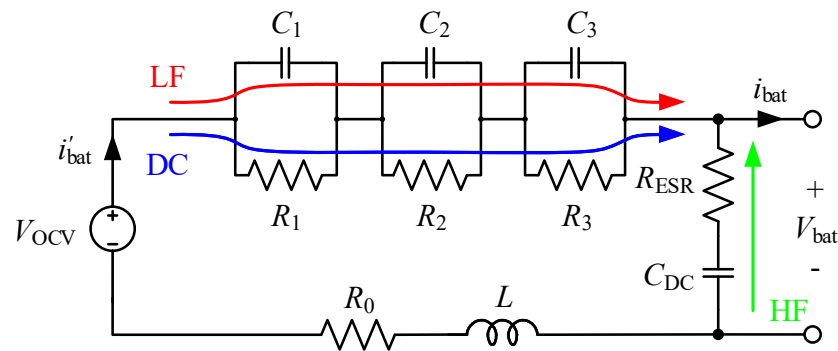 C1 C2 C3
LF
i'bat
DC
ibat
R1 R2 R3
RESR
VOCV
+
-
+
Vbat
-
CDC
R0 L
HF